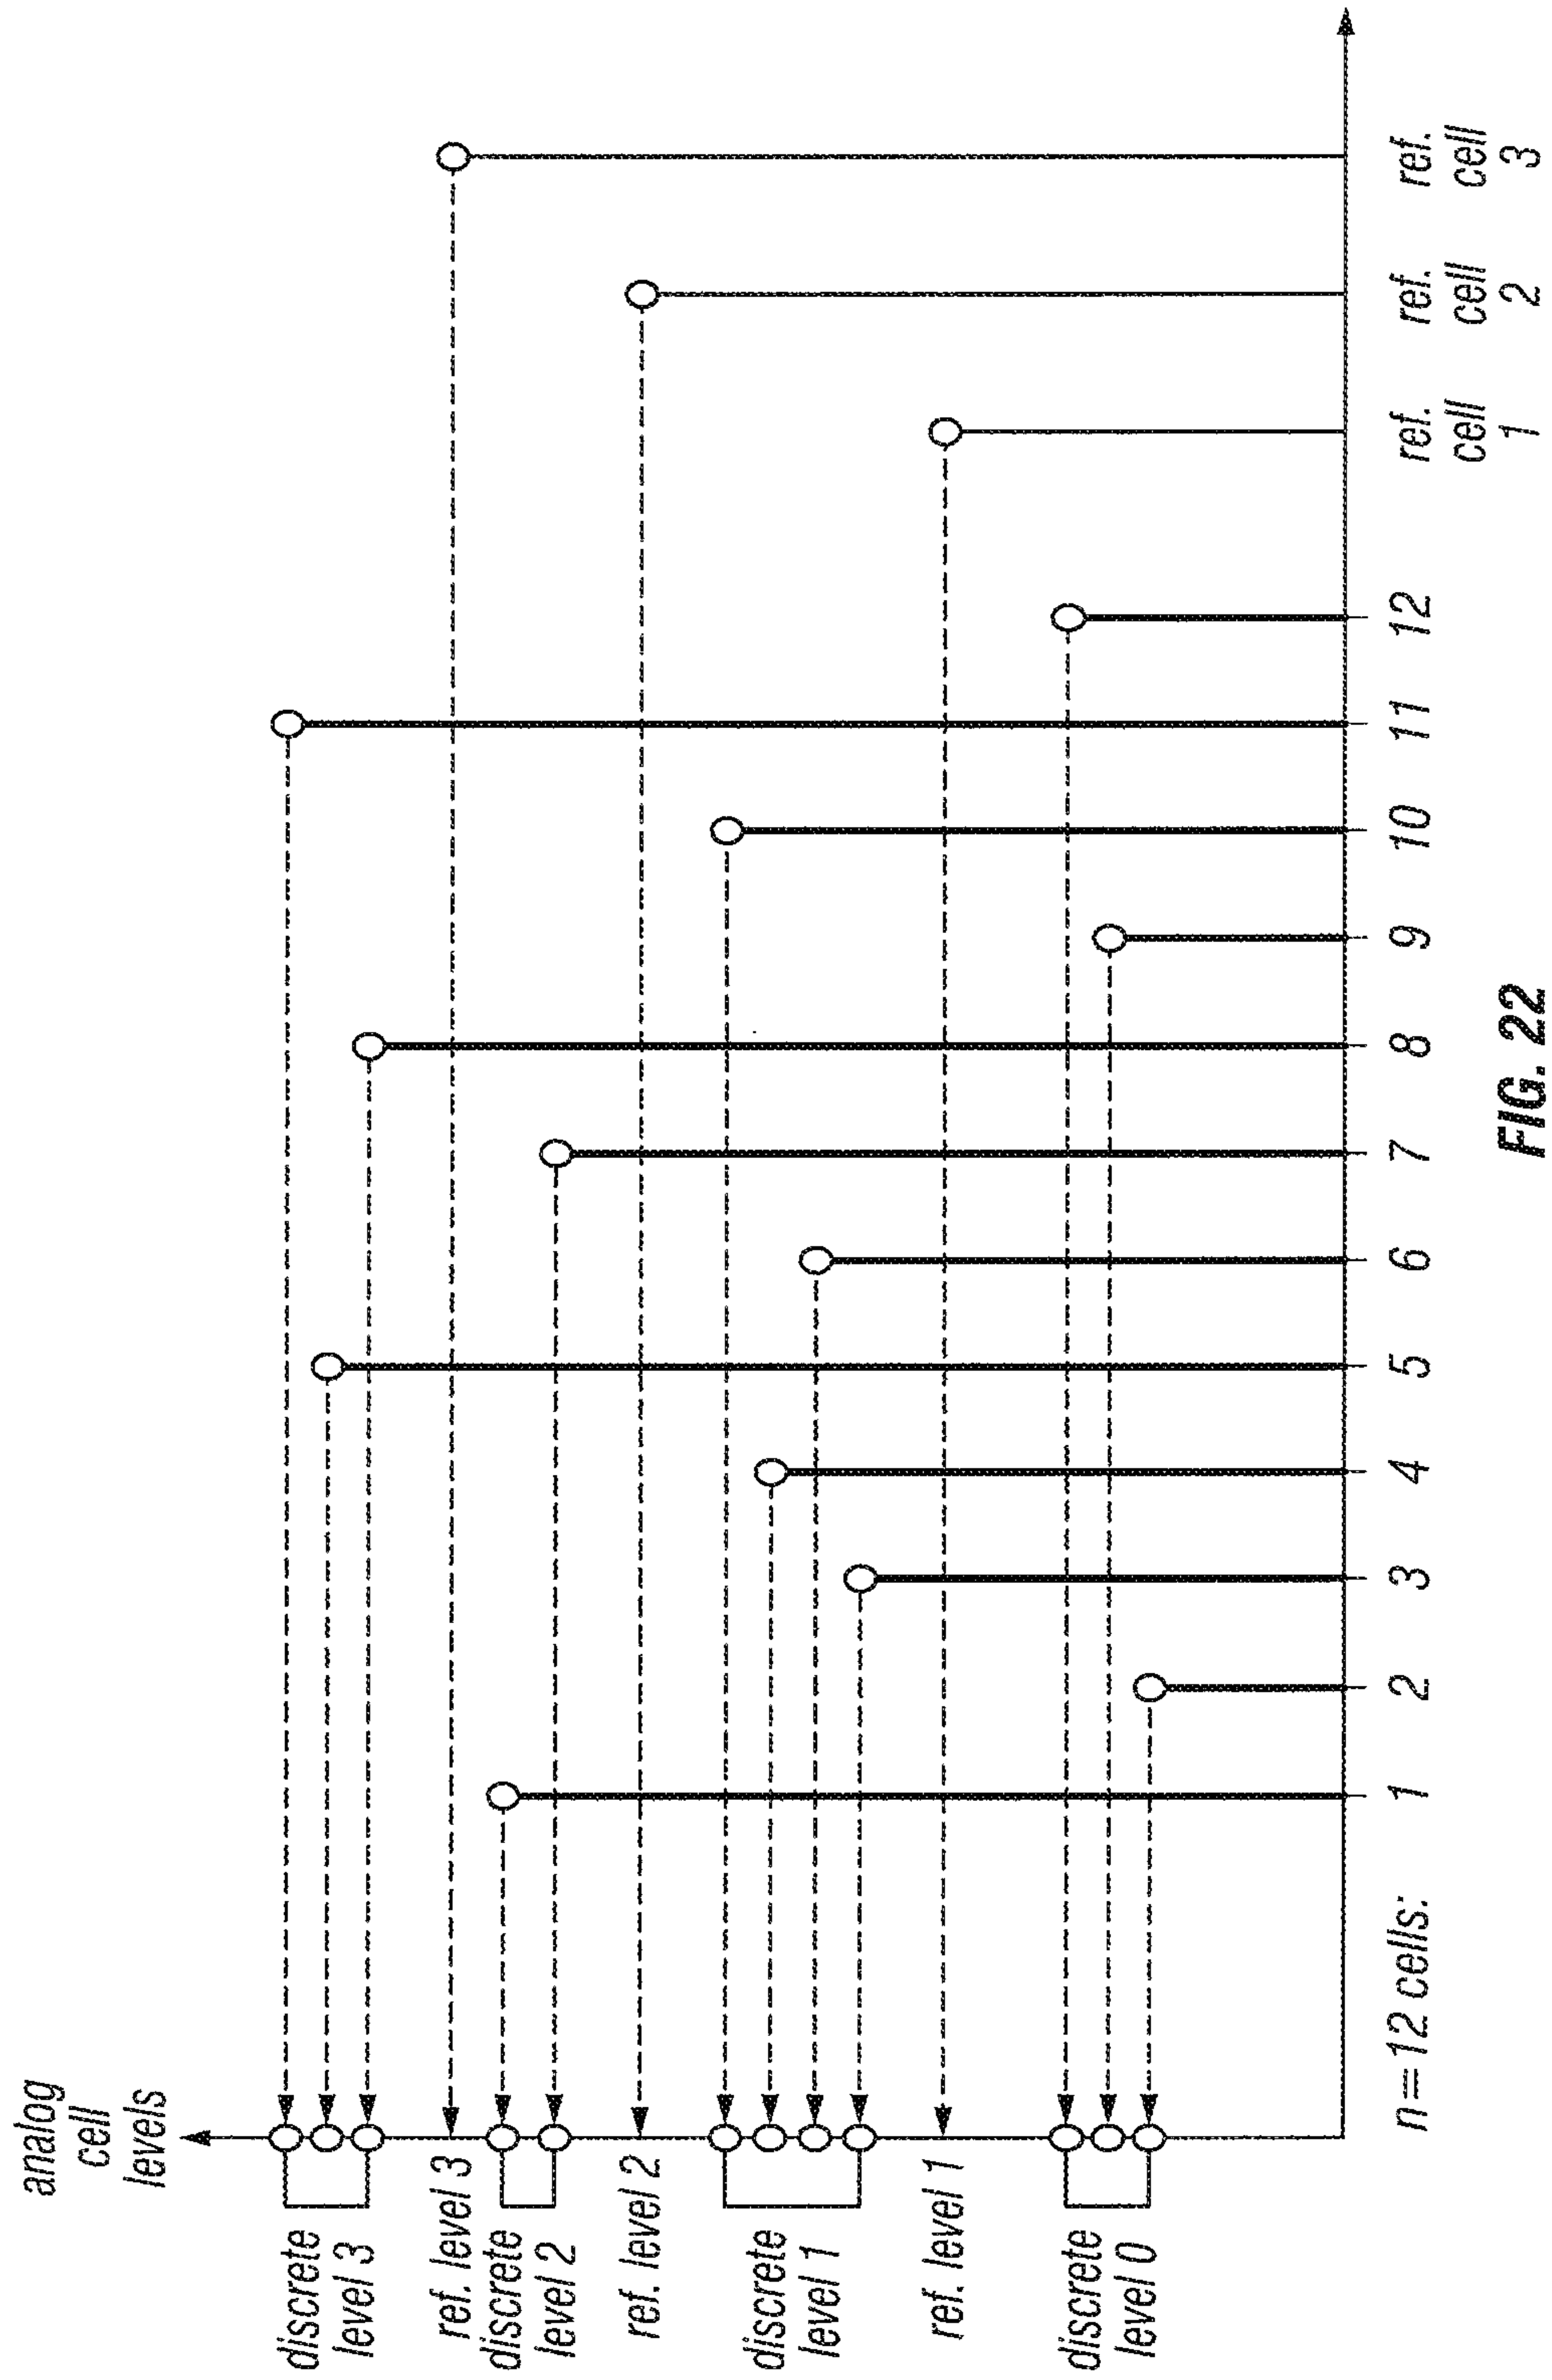 analog
cell
levels
discrete
level 3
ref. level 3
discrete
level 2
ref. level 2
discrete
level 1
ref. level 1
discrete
level 0
n=12 cells:
1
2
3
4
5
6
7
8
9
10
11
12
ref.
cell
1
ref.
cell
2
ref.
cell
3
FIG. 22